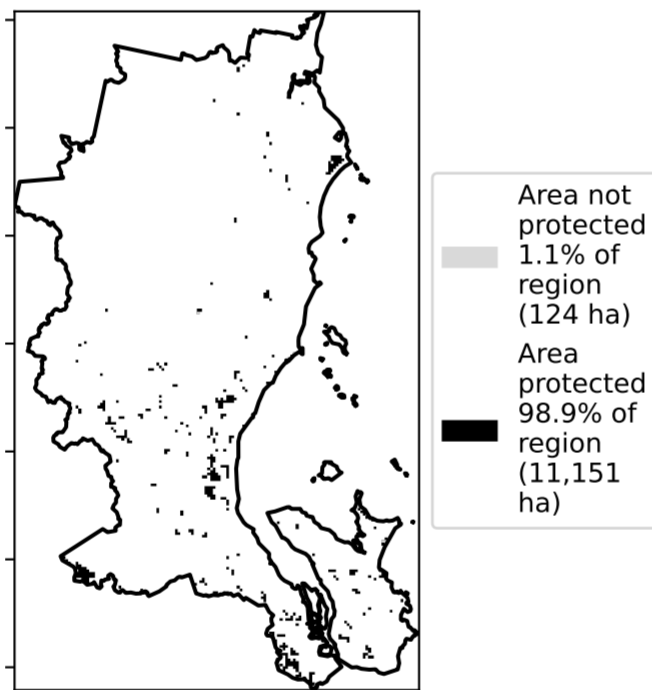 Area not
protected
1.1% of
region
(124 ha)
Area
protected
98.9% of
region
(11,151
ha)